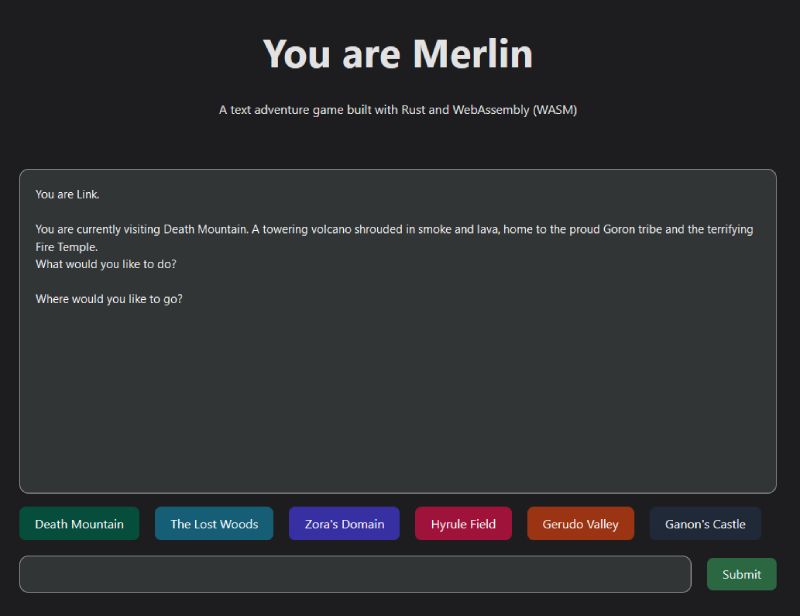 You are Merlin
A text adventure game built with Rust and WebAssembly (WASM)
You are Link.
You are currently visiting Death Mountain. A towering volcano shrouded in smoke and lava, home to the proud Goron tribe and the terrifying
Fire Temple.
What would you like to do?
Where would you like to go?
Death Mountain
The Lost Woods
Zora's Domain
Hyrule Field
Gerudo Valley
Ganon's Castle
Submit